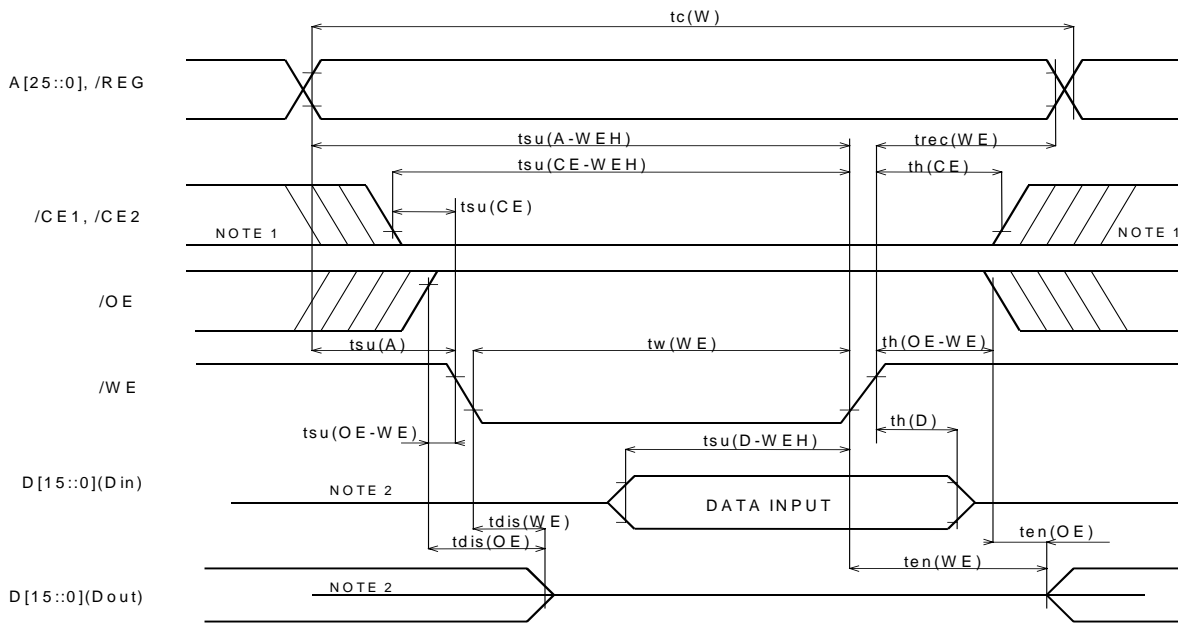 tc(W)
A[25::0], /REG
tsu(A-WEH)
trec(WE)
tsu(CE-WEH)
th(CE)
tsu(CE)
/CE1, /CE2
NOTE 1
NOTE 1
/OE
tsu(A)
tw(WE)
th(OE-WE)
/WE
tsu(OE-WE)
th(D)
tsu(D-WEH)
D[15::0](Din)
NOTE 2
DATA INPUT
tdis(WE)
tdis(OE)
ten(OE)
ten(WE)
D[15::0](Dout)
NOTE 2